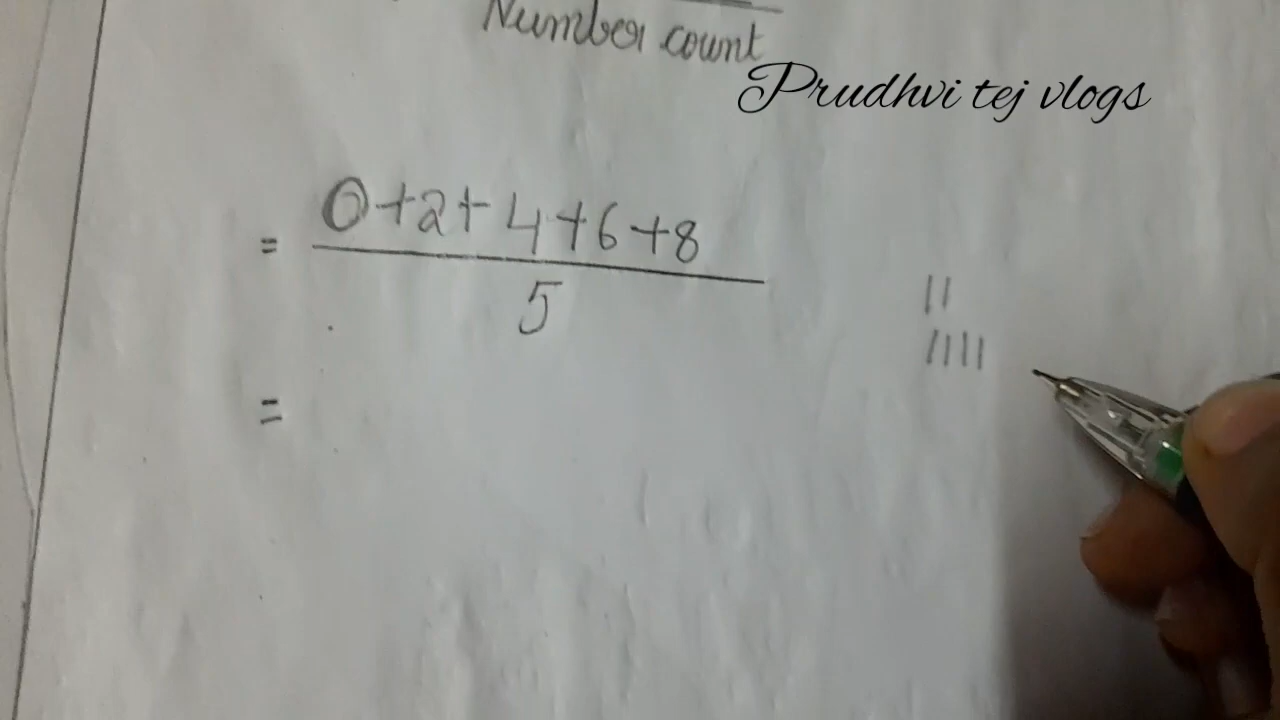 Number count
Prudhvi tej vlogs
= 0+2+4+6+8
5
=